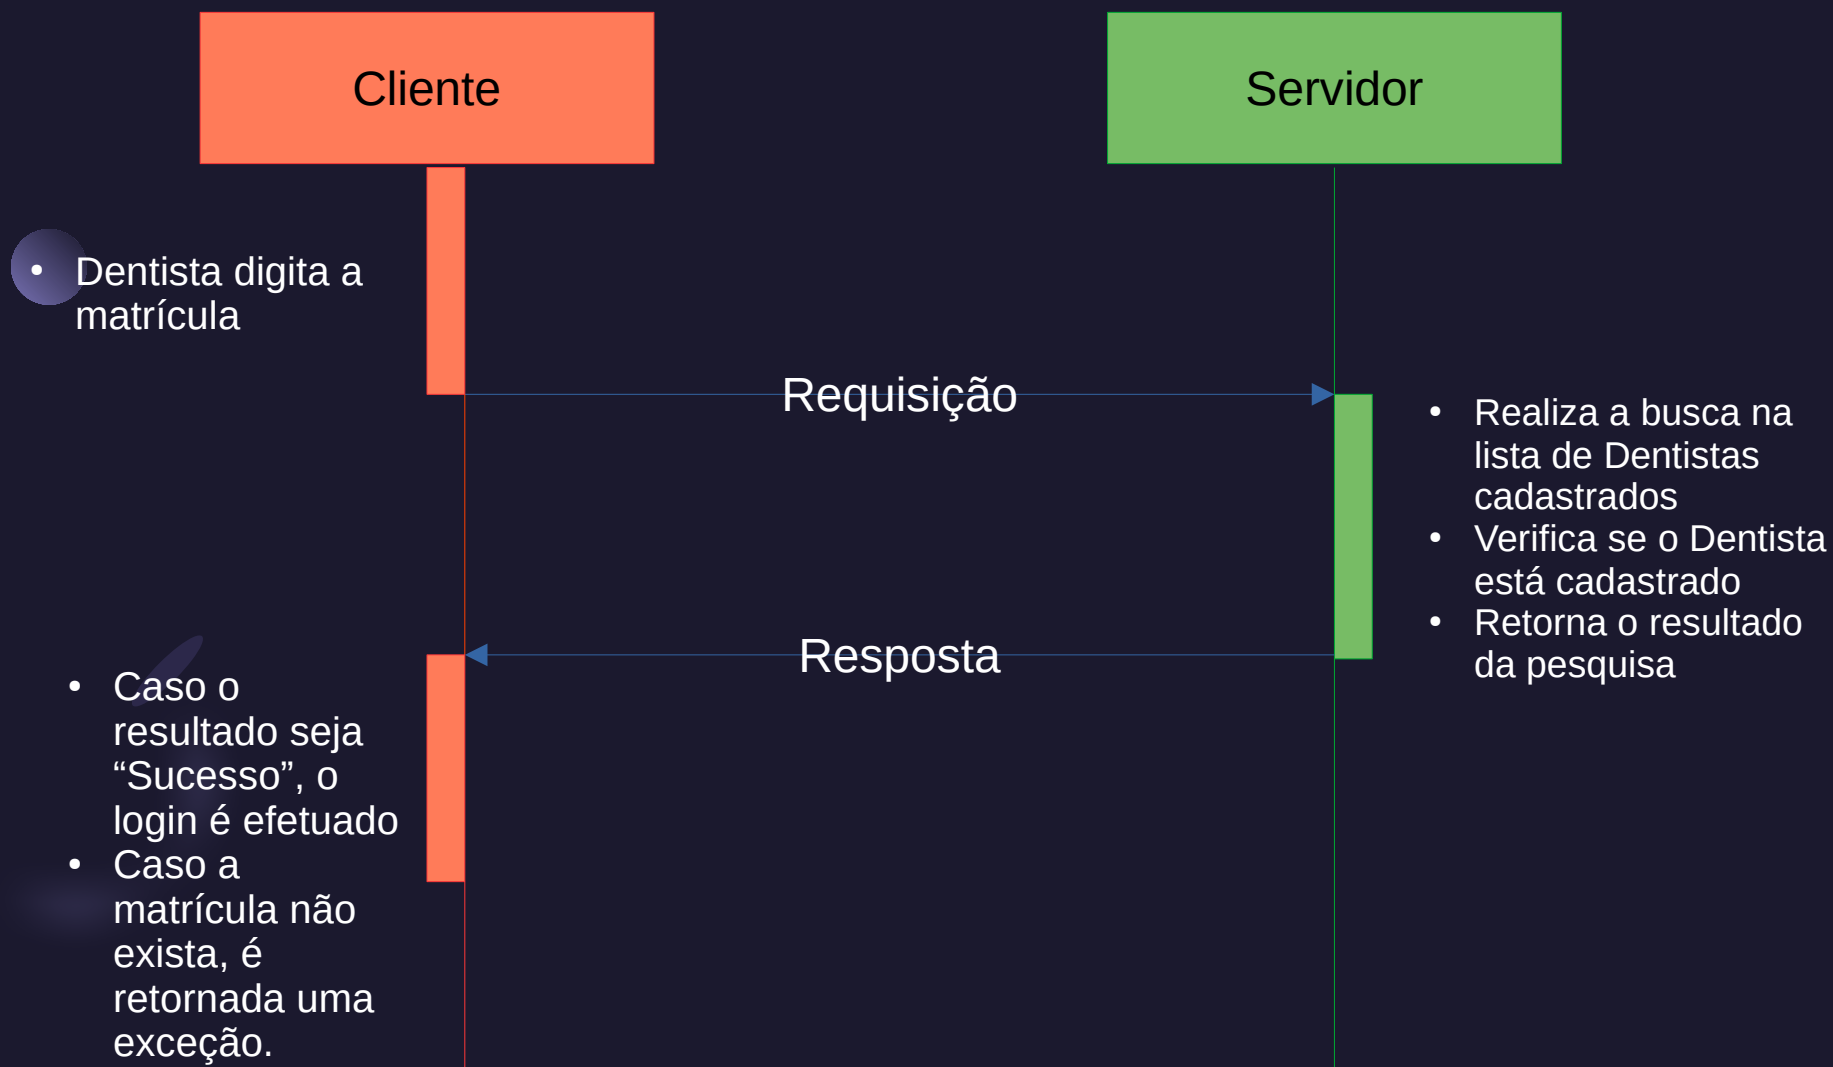 Cliente
Servidor
• Dentista digita a
matrícula
Requisição
• Realiza a busca na
lista de Dentistas
cadastrados
• Verifica se o Dentista
está cadastrado
• Retorna o resultado
da pesquisa
Resposta
• Caso o
resultado seja
“Sucesso”, o
login é efetuado
• Caso a
matrícula não
exista, é
retornada uma
exceção.